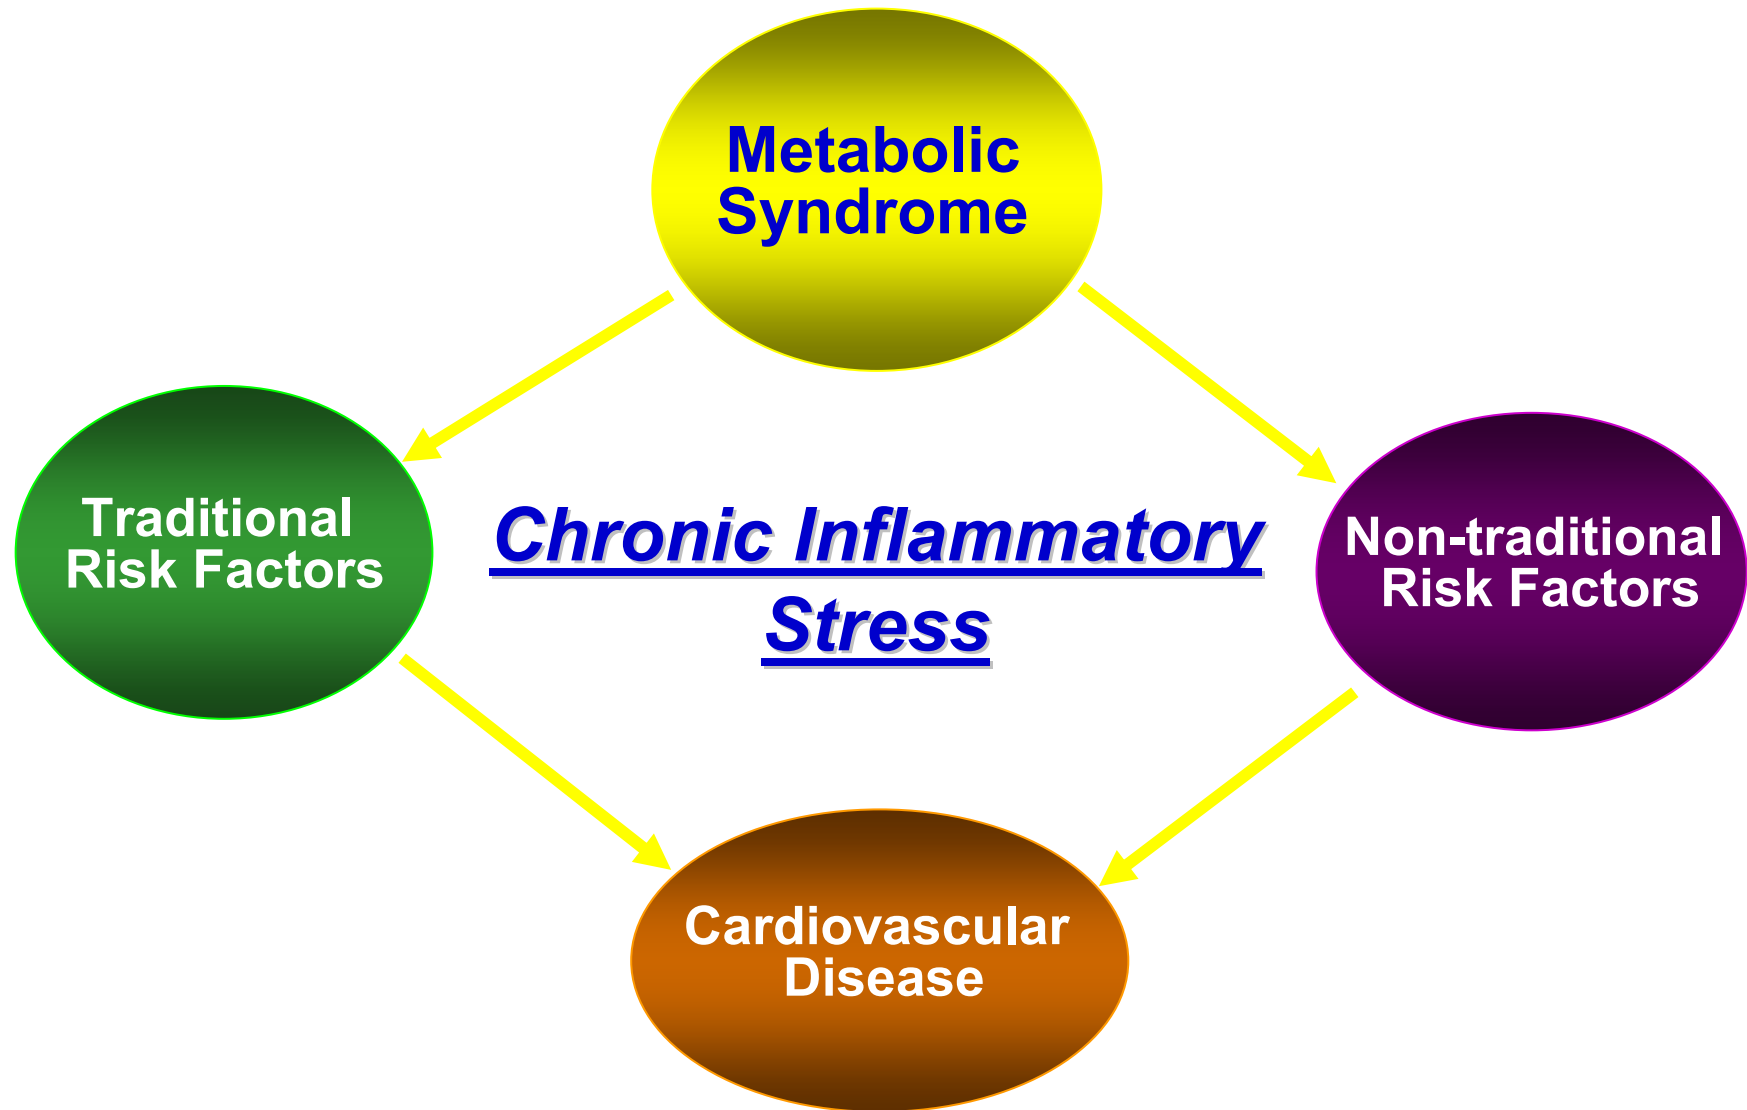 Metabolic
Syndrome
Traditional
Risk Factors
Chronic Inflammatory
Stress
Non-traditional
Risk Factors
Cardiovascular
Disease